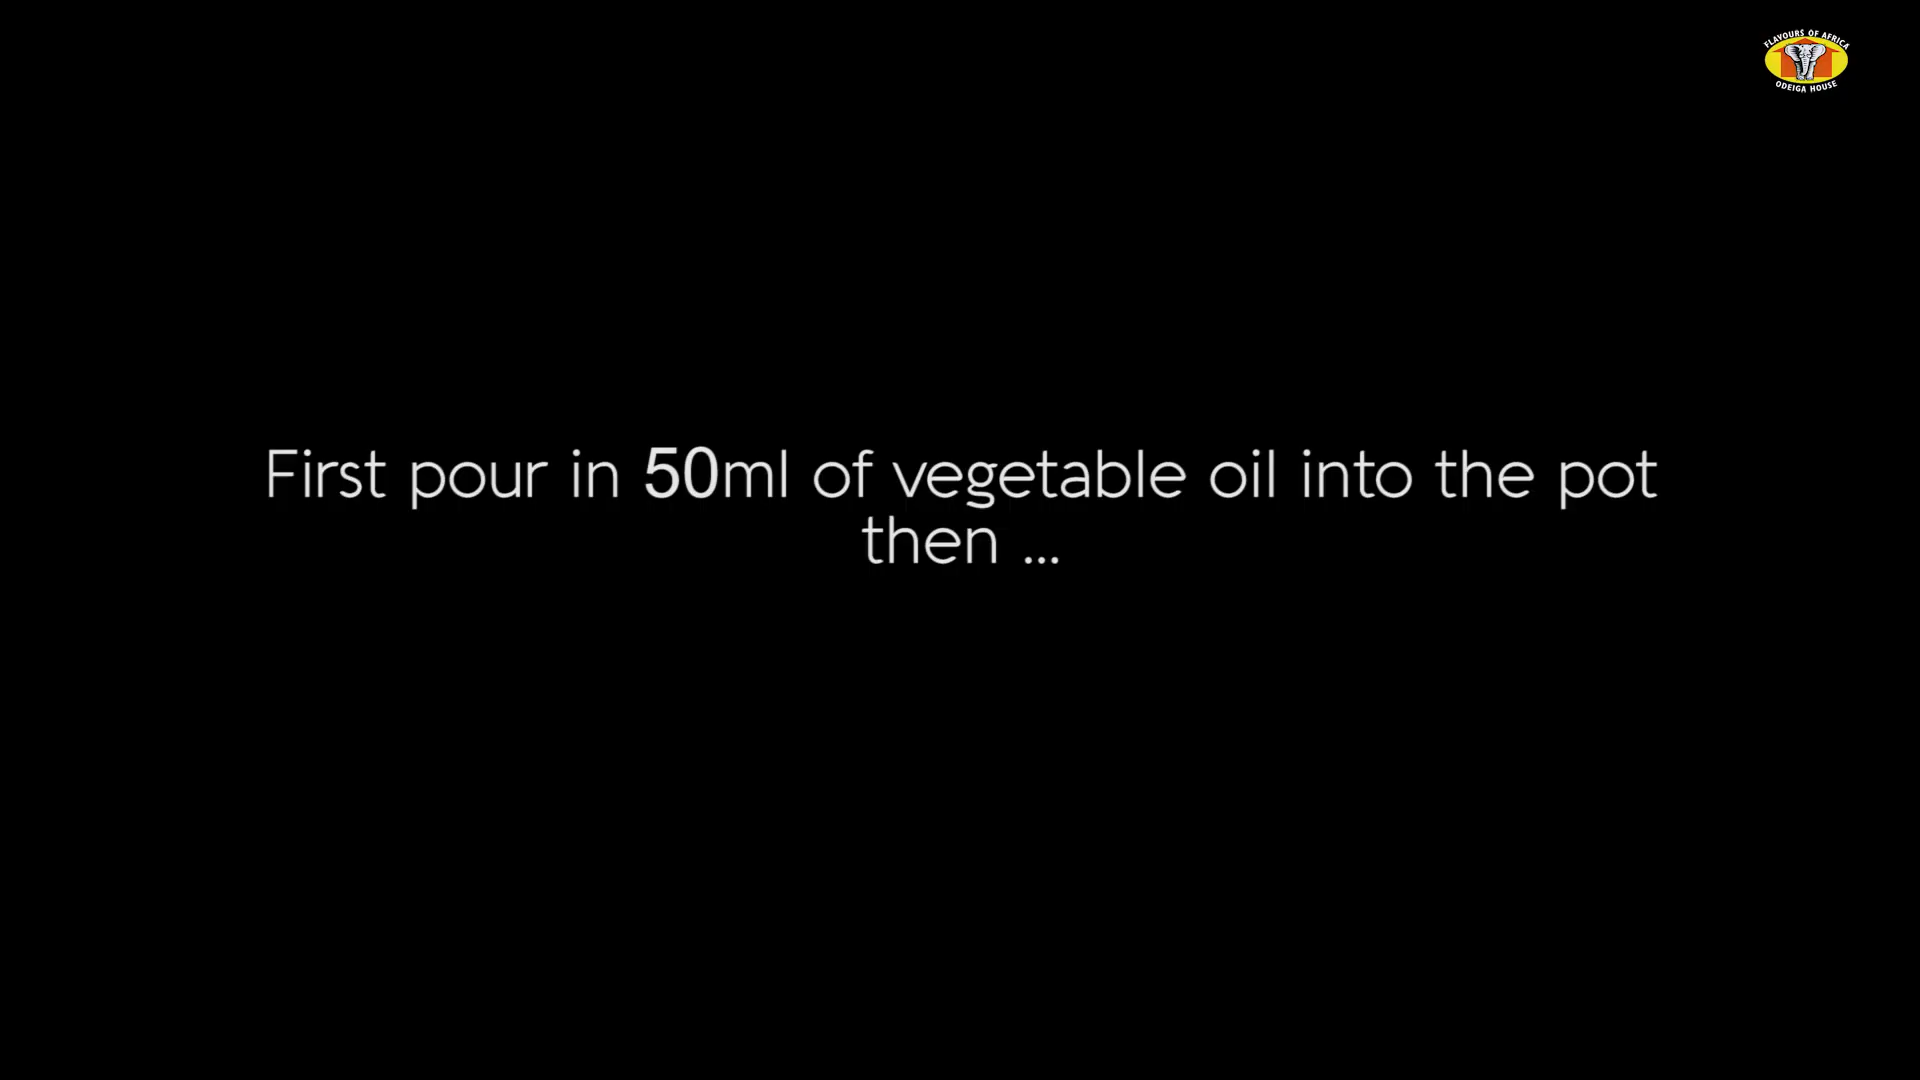 FLAVOURS OF AFRICA
ODEIGA HOUSE
First pour in 50ml of vegetable oil into the pot
then ...